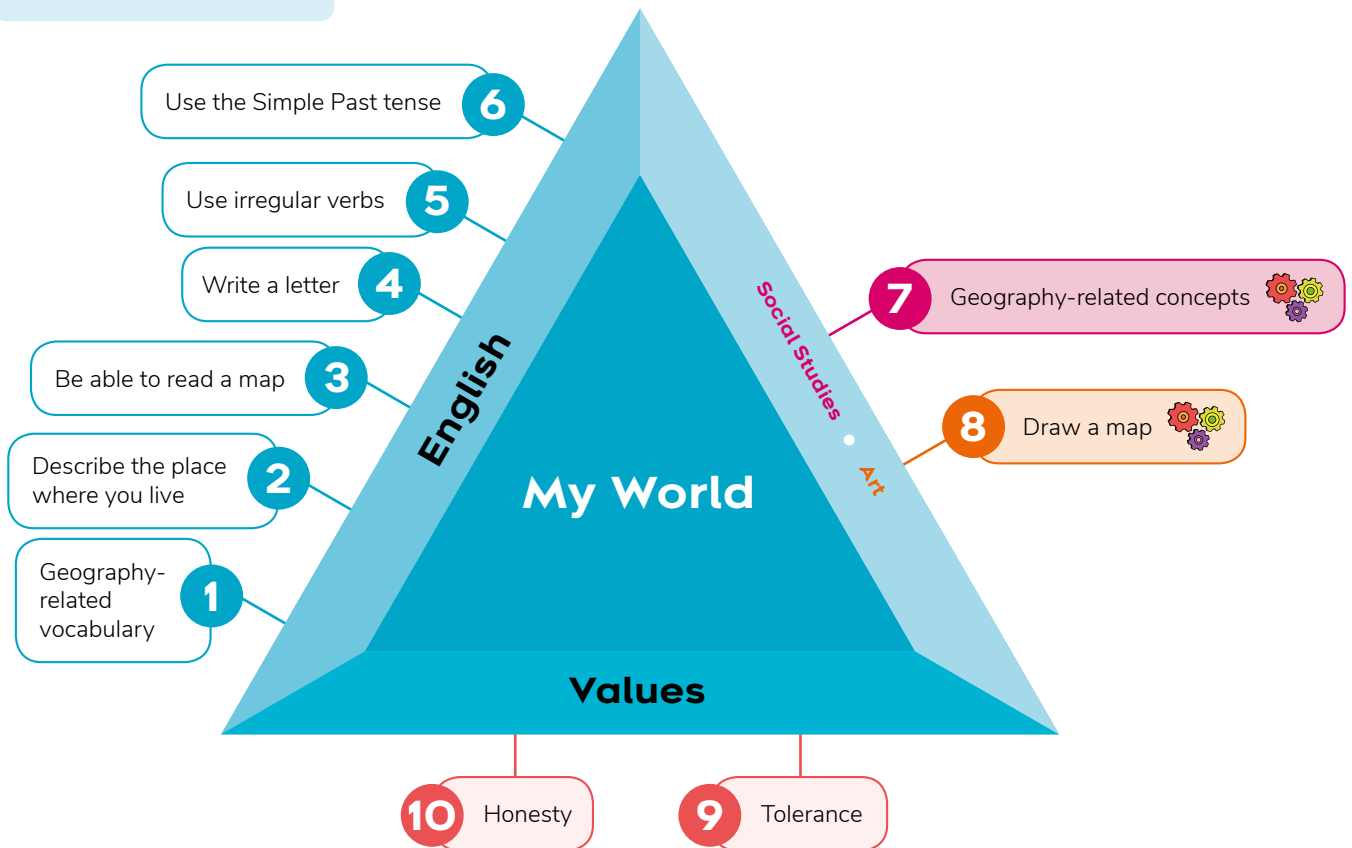 Use the Simple Past tense
6
Use irregular verbs
5
Write a letter
4
Be able to read a map
3
Describe the place
where you live
2
Geography-
related
vocabulary
1
English
My World
Social Studies • Art
7
Geography-related concepts
8
Draw a map
Values
10
Honesty
9
Tolerance